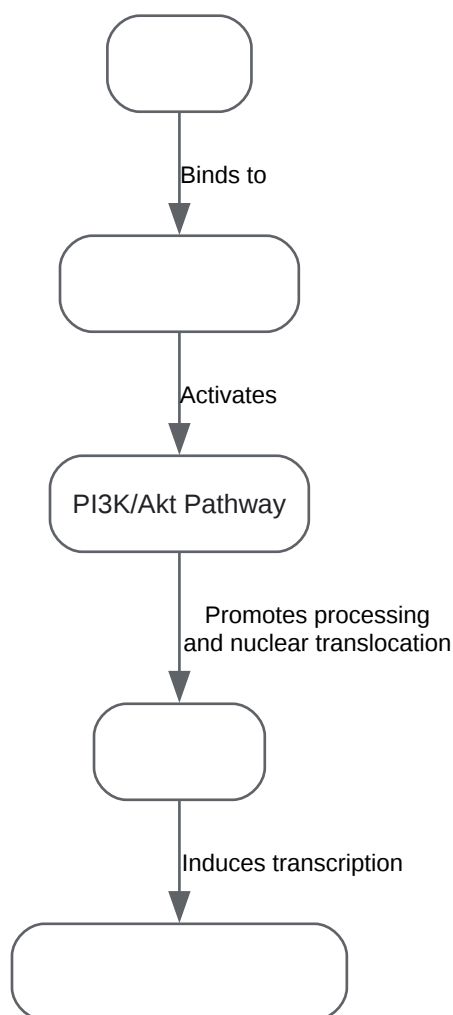 Binds to
Activates
PI3K/Akt Pathway
Promotes processing
and nuclear translocation
Induces transcription